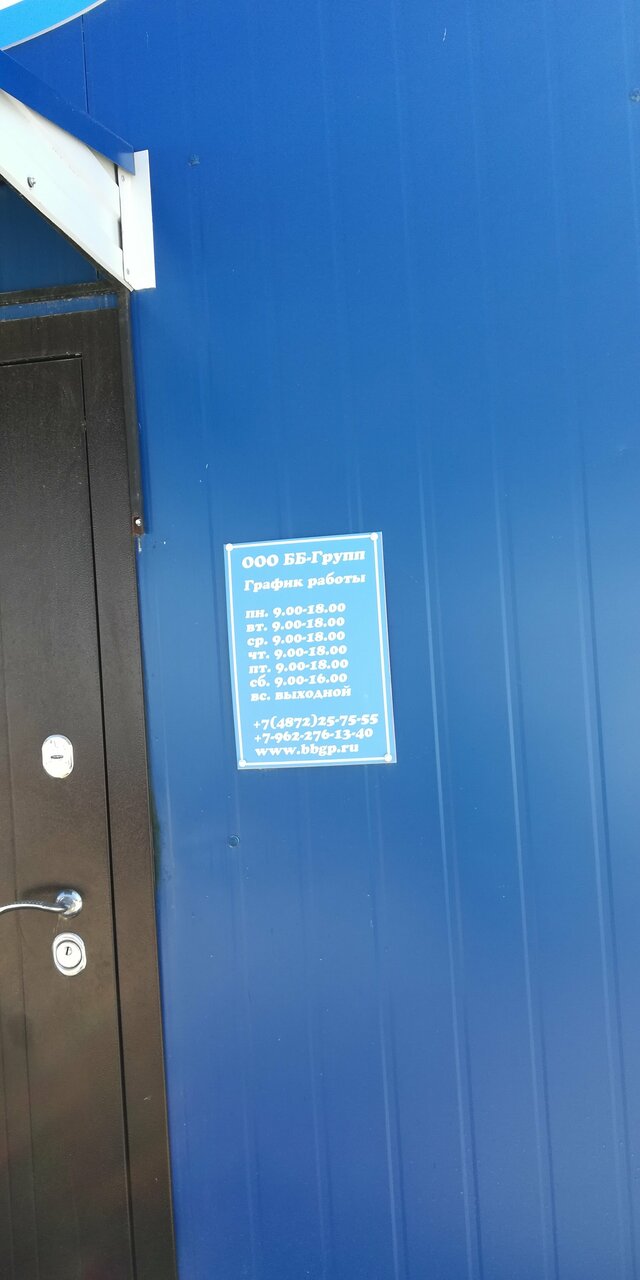 ООО ББ-Групп
График работы
пн. 9.00-18.00
вт. 9.00-18.00
ср. 9.00-18.00
чт. 9.00-18.00
пт. 9.00-18.00
сб. 9.00-16.00
вс. выходной
+7(4872)25-75-55
+7-962-276-13-40
www.bbgp.ru